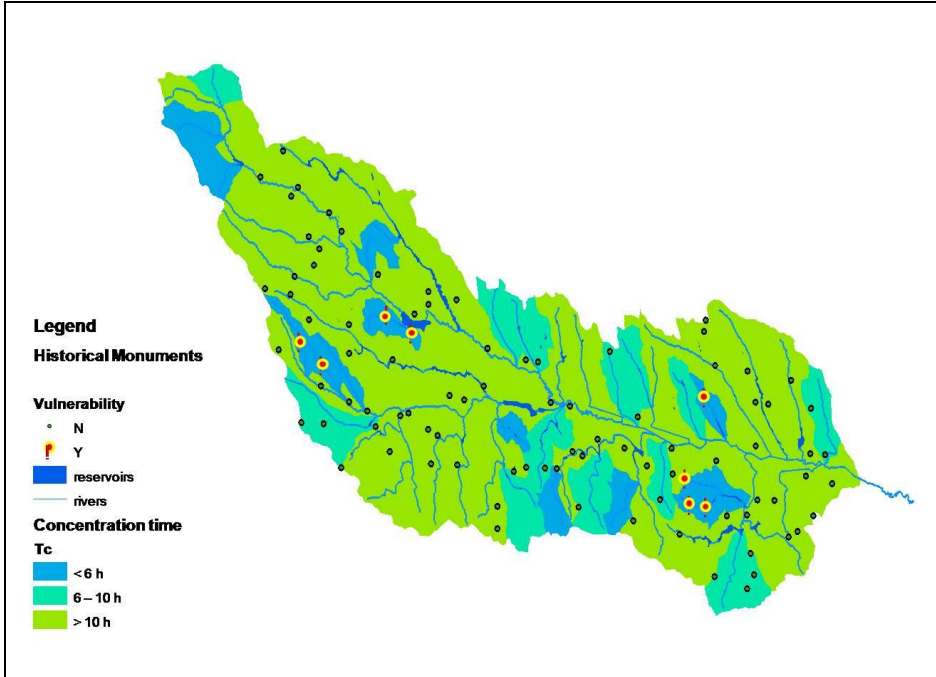 Legend
Historical Monuments
Vulnerability
N
Y
reservoirs
rivers
Concentration time
Tc
< 6 h
6 – 10 h
> 10 h